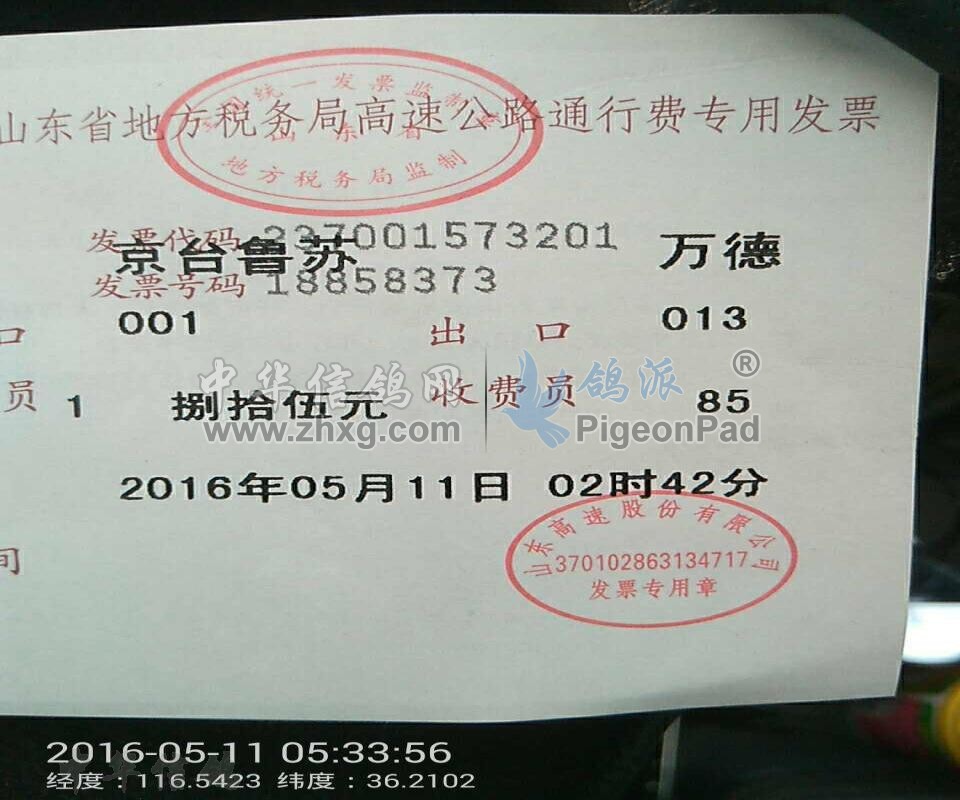 全国统一发票监制章
山东省地方税务局高速公路通行费专用发票
山东省
地方税务局监制
发票代码 237001573201
京台鲁苏 万德
发票号码 18858373
口 001 出口 013
员 1 捌拾伍元 收费员 85
中华信鸽网 鸽派®
www.zhxg.com PigeonPad
2016年05月11日 02时42分
间
山东高速股份有限公司
370102863134717
发票专用章
2016-05-11 05:33:56
经度：116.5423 纬度：36.2102